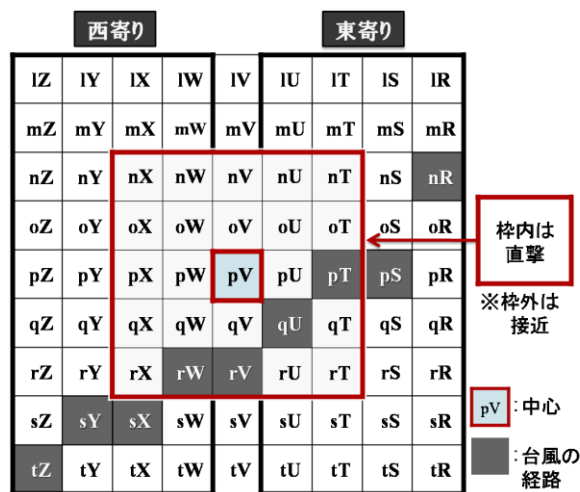 西寄り 東寄り
lZ lY lX lW lV lU lT lS lR
mZ mY mX mW mV mU mT mS mR
nZ nY nX nW nV nU nT nS nR
oZ oY oX oW oV oU oT oS oR
pZ pY pX pW pV pU pT pS pR
qZ qY qX qW qV qU qT qS qR
rZ rY rX rW rV rU rT rS rR
sZ sY sX sW sV sU sT sS sR
tZ tY tX tW tV tU tT tS tR
枠内は
直撃
※枠外は
接近
pV :中心
:台風の
経路